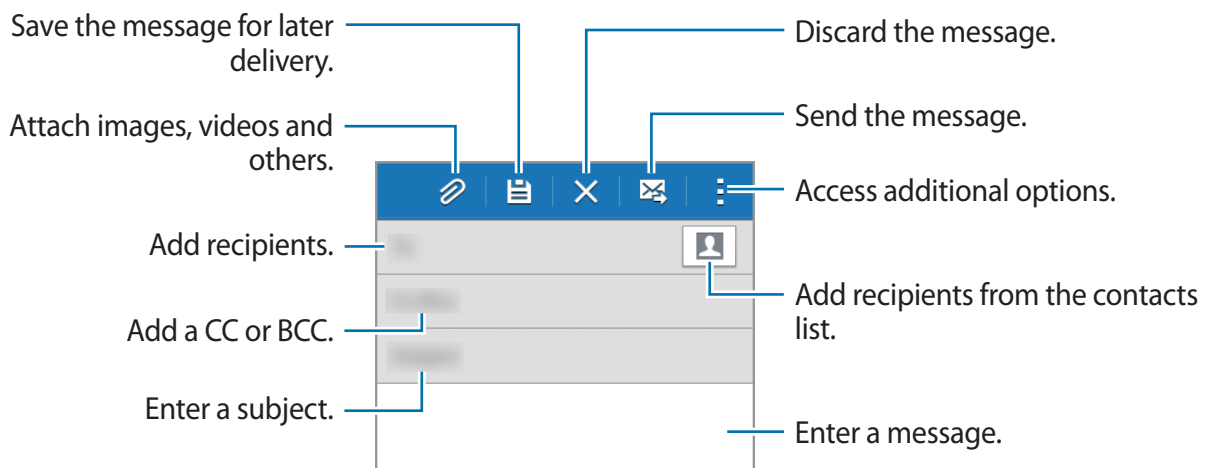 Save the message for later
delivery.
Attach images, videos and
others.
Add recipients.
Add a CC or BCC.
Enter a subject.
Discard the message.
Send the message.
Access additional options.
Add recipients from the contacts
list.
Enter a message.